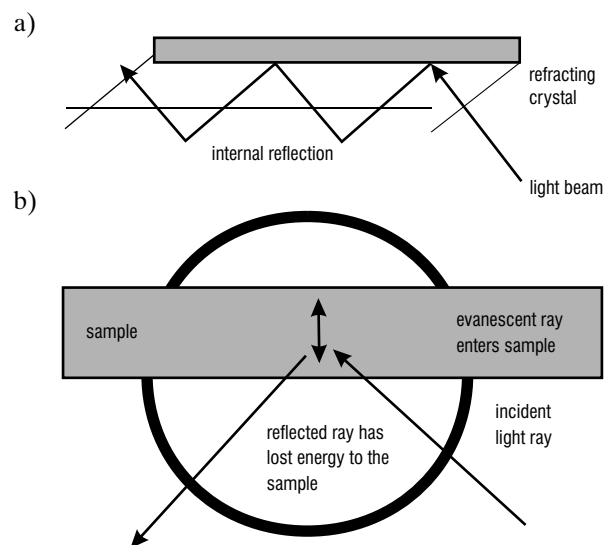 a)
refracting
crystal
internal reflection
light beam
b)
sample
evanescent ray
enters sample
incident
light ray
reflected ray has
lost energy to the
sample